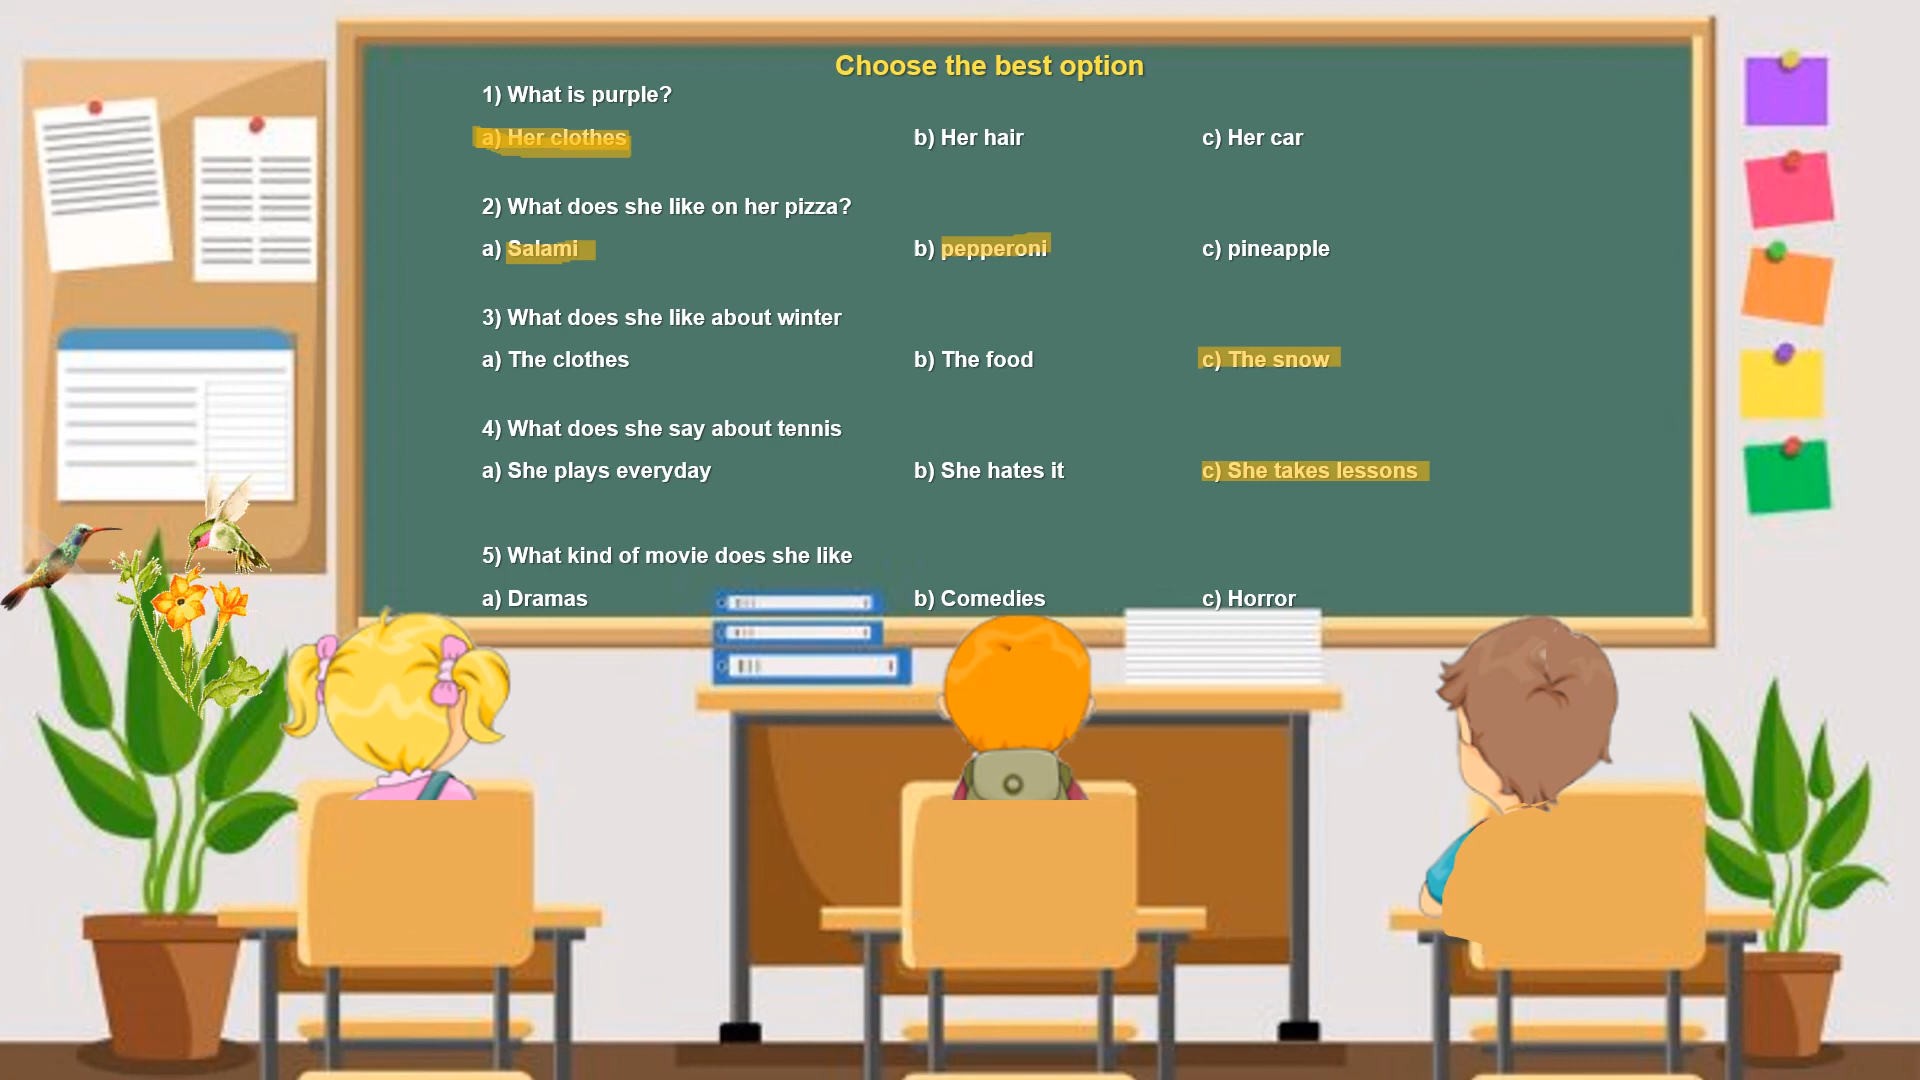 Choose the best option
1) What is purple?
a) Her clothes b) Her hair c) Her car
2) What does she like on her pizza?
a) Salami b) pepperoni c) pineapple
3) What does she like about winter
a) The clothes b) The food c) The snow
4) What does she say about tennis
a) She plays everyday b) She hates it c) She takes lessons
5) What kind of movie does she like
a) Dramas b) Comedies c) Horror